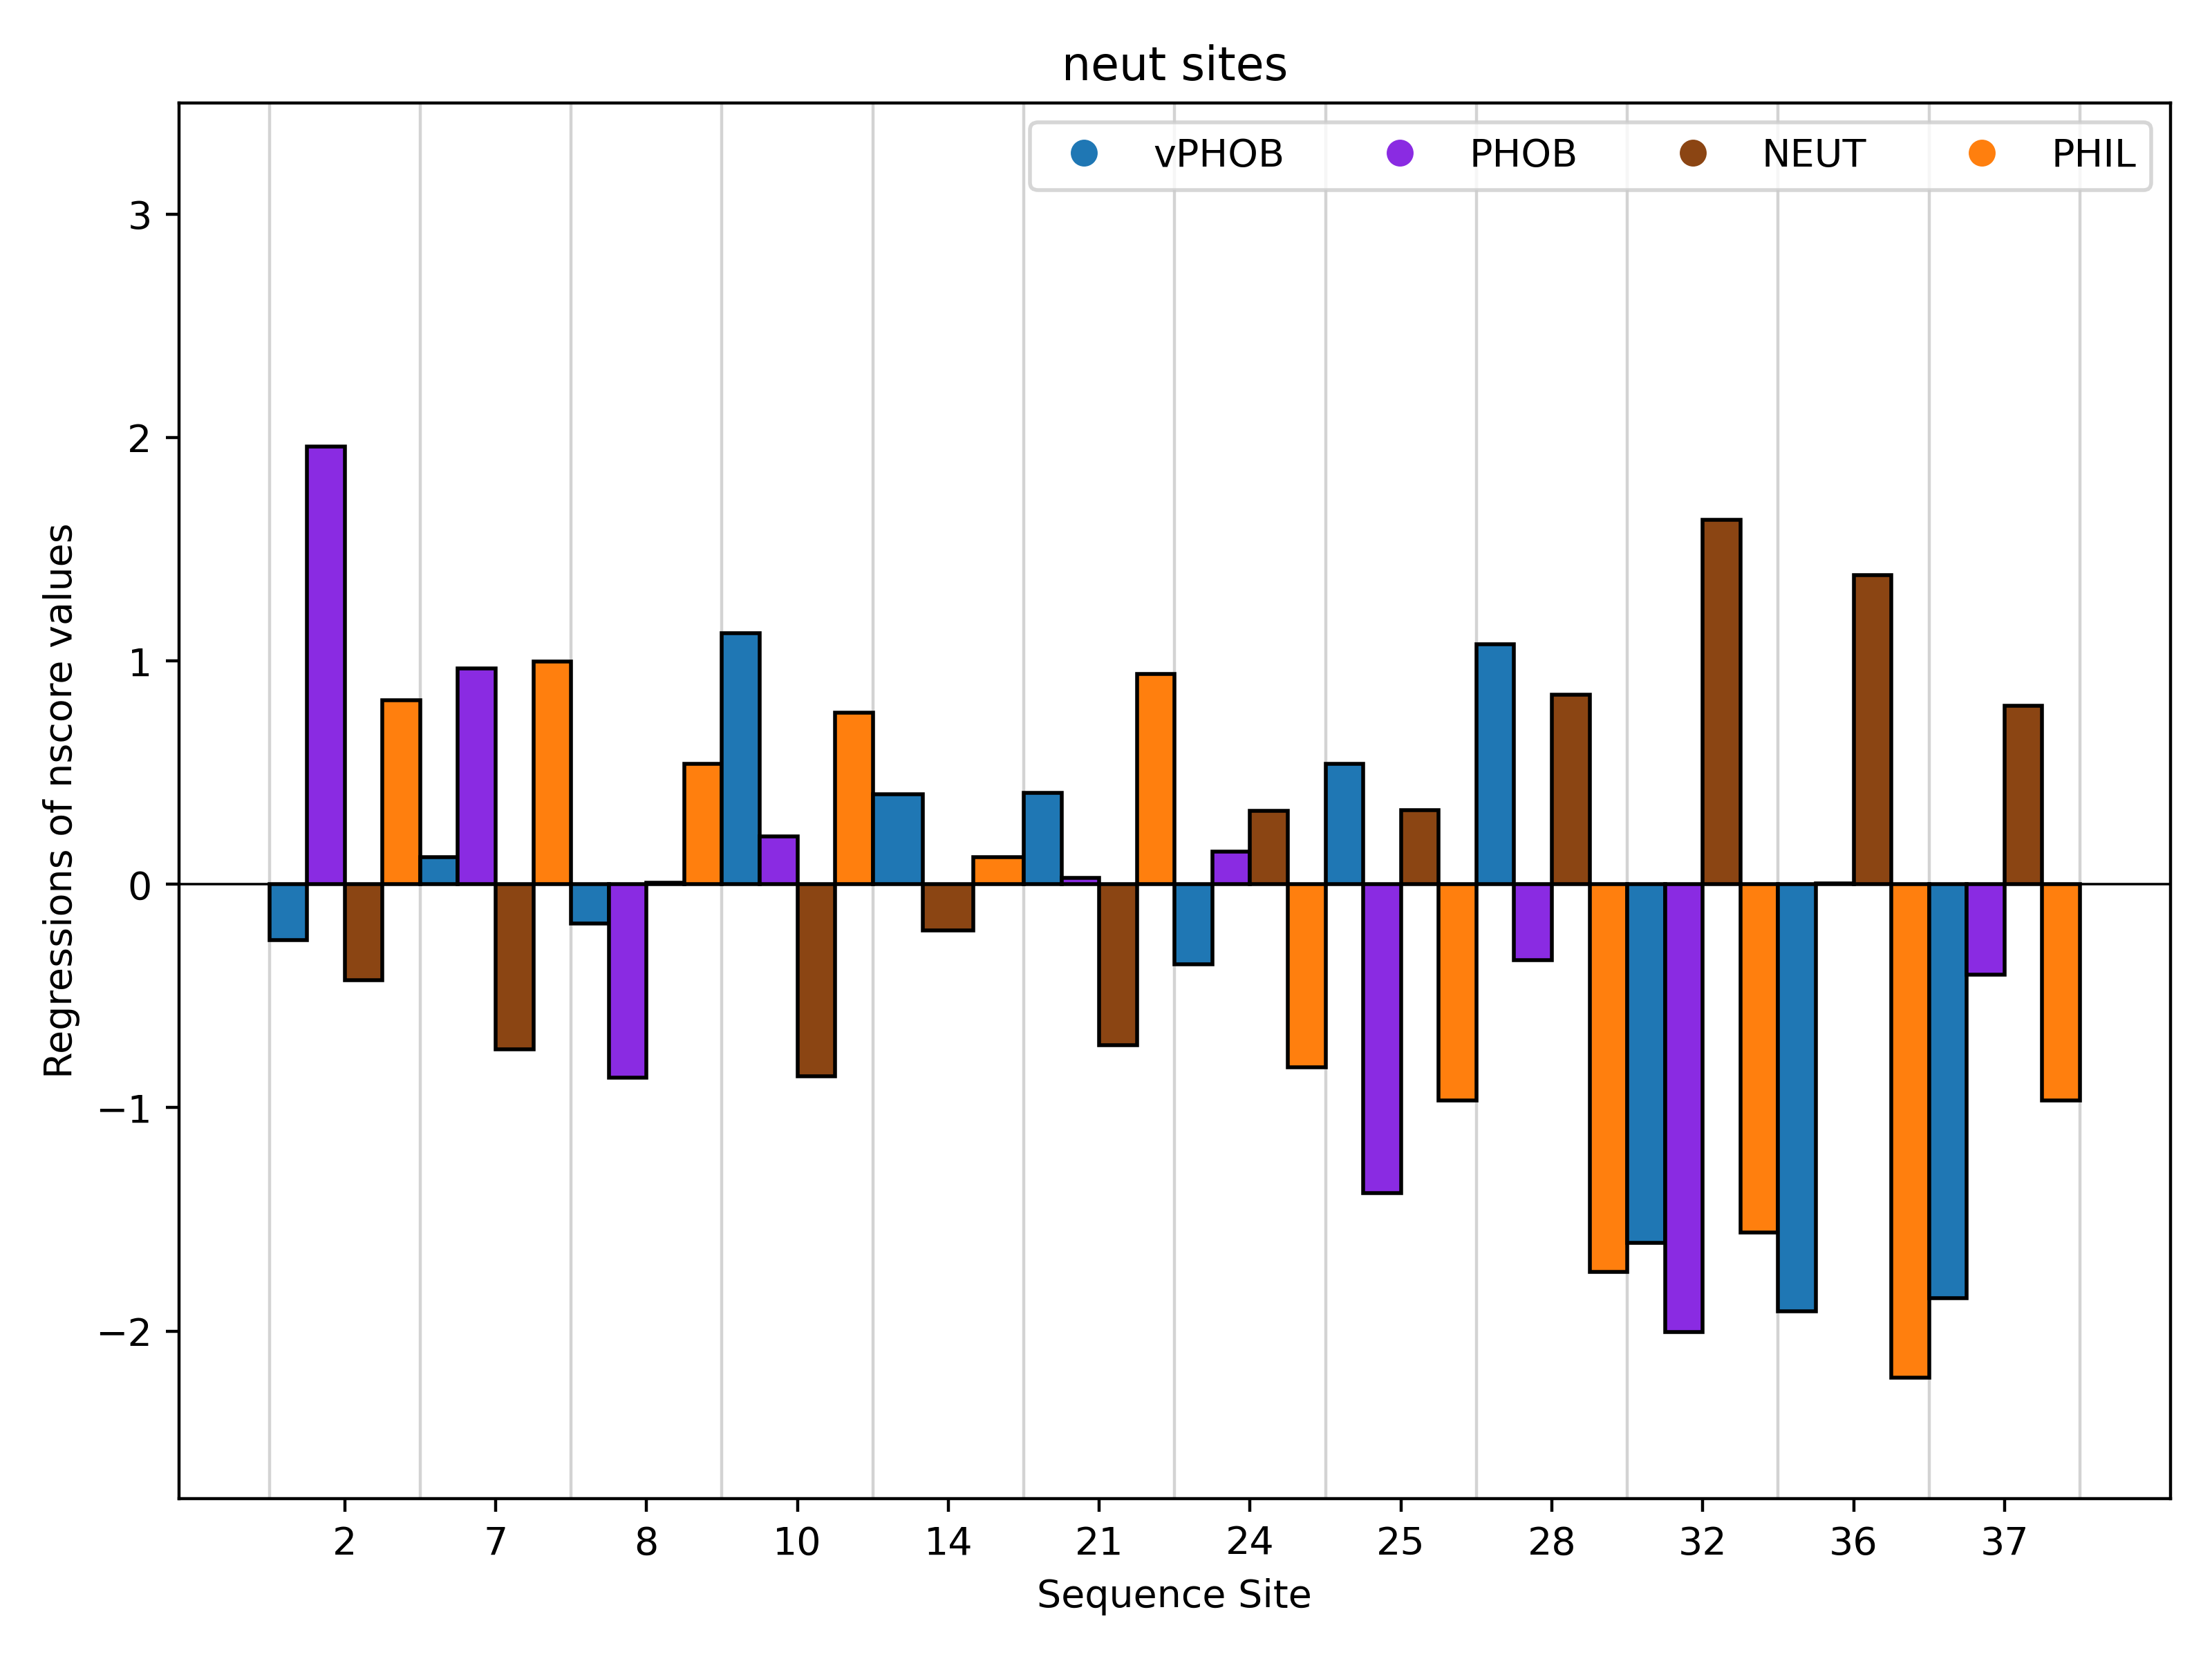 neut sites
vPHOB PHOB NEUT PHIL
Regressions of nscore values
3
2
1
0
−1
−2
2 7 8 10 14 21 24 25 28 32 36 37
Sequence Site